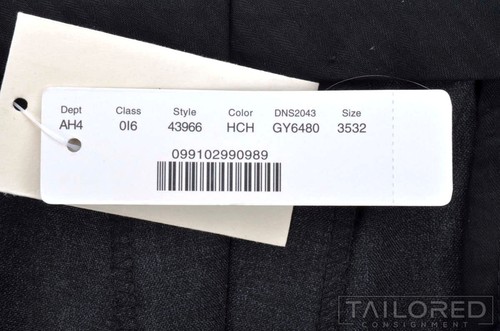 Dept Class Style Color DNS2043 Size
AH4 0I6 43966 HCH GY6480 3532
099102990989
TAILORED
CONSIGNMENT